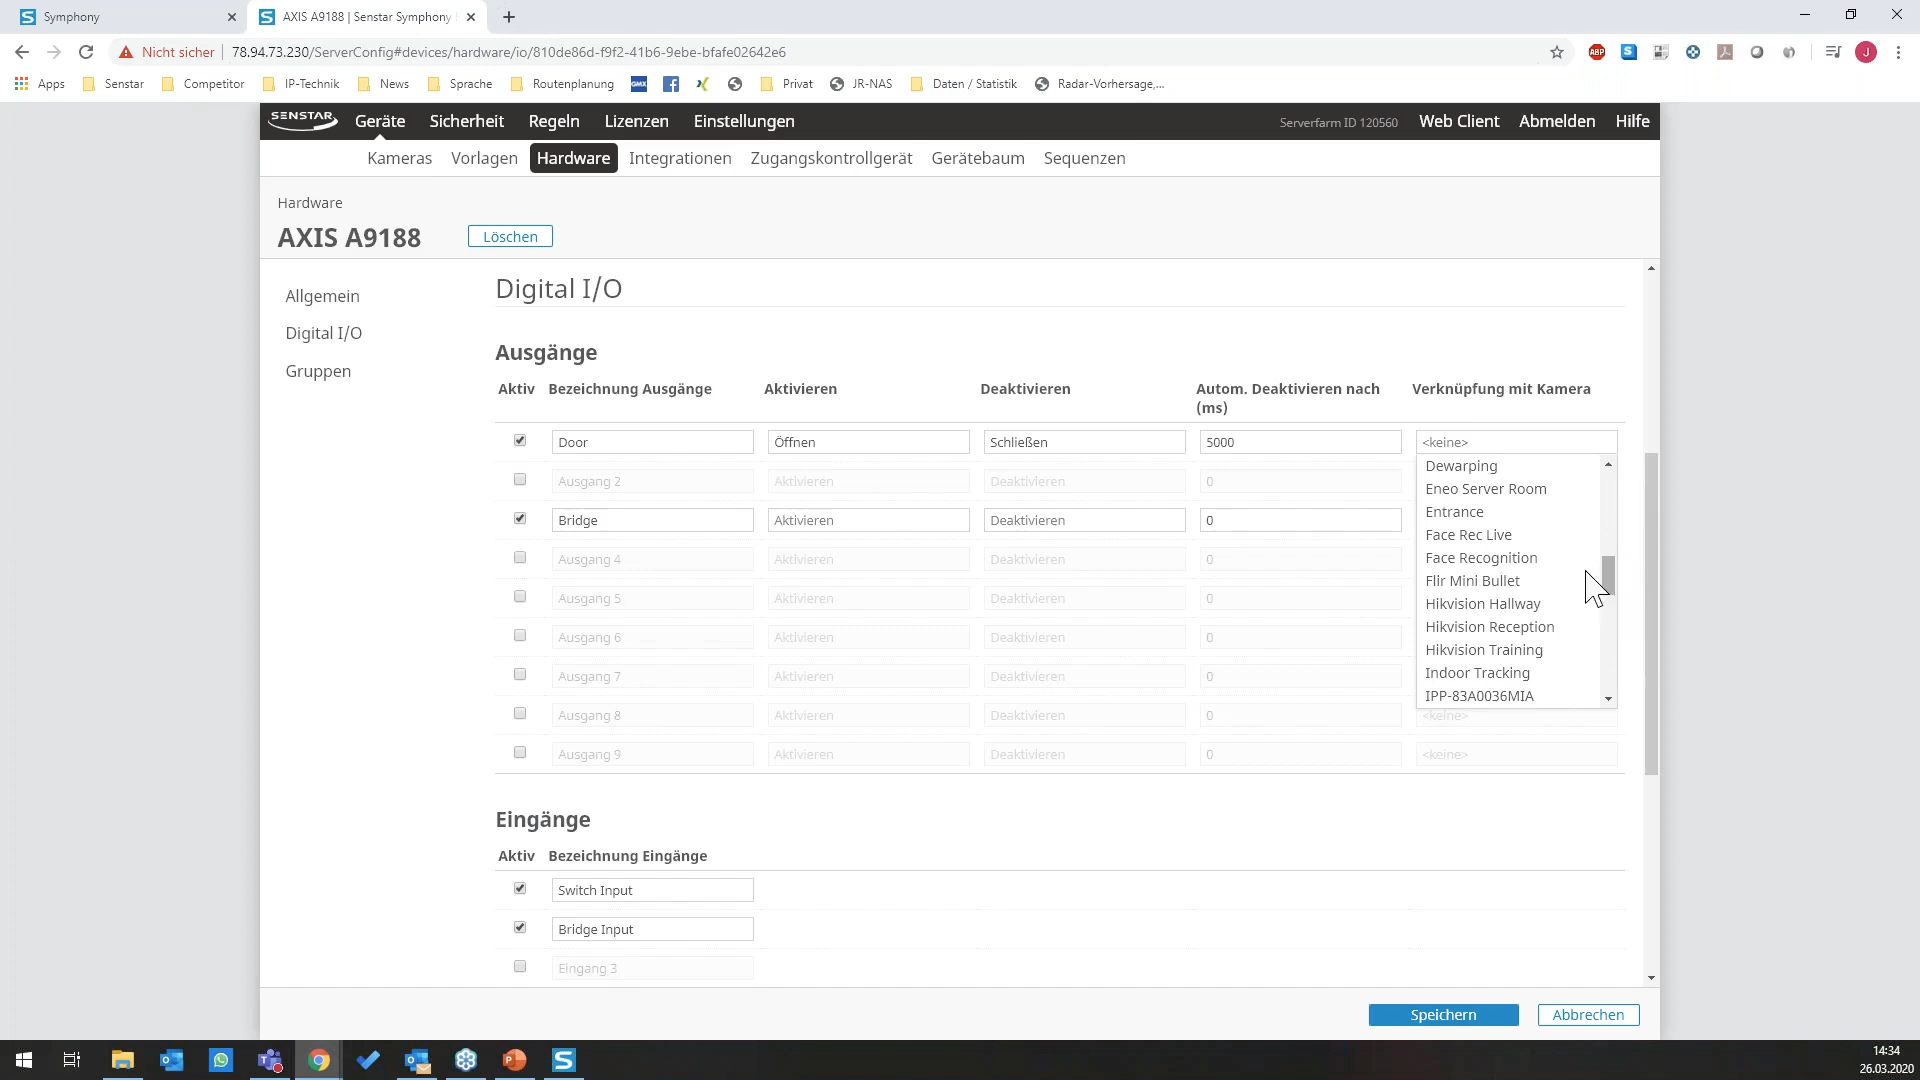 Symphony
AXIS A9188 | Senstar Symphony
Nicht sicher
78.94.73.230/ServerConfig#devices/hardware/io/810de86d-f9f2-41b6-9ebe-bfafe02642e6
ABP
S
J
Apps
Senstar
Competitor
IP-Technik
News
Sprache
Routenplanung
GMX
Privat
JR-NAS
Daten / Statistik
Radar-Vorhersage,...
SENSTAR
Geräte
Sicherheit
Regeln
Lizenzen
Einstellungen
Serverfarm ID 120560
Web Client
Abmelden
Hilfe
Kameras
Vorlagen
Hardware
Integrationen
Zugangskontrollgerät
Gerätebaum
Sequenzen
Hardware
AXIS A9188
Löschen
Allgemein
Digital I/O
Gruppen
Digital I/O
Ausgänge
Aktiv Bezeichnung Ausgänge Aktivieren Deaktivieren Autom. Deaktivieren nach Verknüpfung mit Kamera
(ms)
Door Öffnen Schließen 5000 <keine>
Ausgang 2 Aktivieren Deaktivieren 0
Bridge Aktivieren Deaktivieren 0
Ausgang 4 Aktivieren Deaktivieren 0
Ausgang 5 Aktivieren Deaktivieren 0
Ausgang 6 Aktivieren Deaktivieren 0
Ausgang 7 Aktivieren Deaktivieren 0
Ausgang 8 Aktivieren Deaktivieren 0 <keine>
Ausgang 9 Aktivieren Deaktivieren 0 <keine>
Dewarping
Eneo Server Room
Entrance
Face Rec Live
Face Recognition
Flir Mini Bullet
Hikvision Hallway
Hikvision Reception
Hikvision Training
Indoor Tracking
IPP-83A0036MIA
Eingänge
Aktiv Bezeichnung Eingänge
Switch Input
Bridge Input
Eingang 3
Speichern
Abbrechen
14:34
26.03.2020